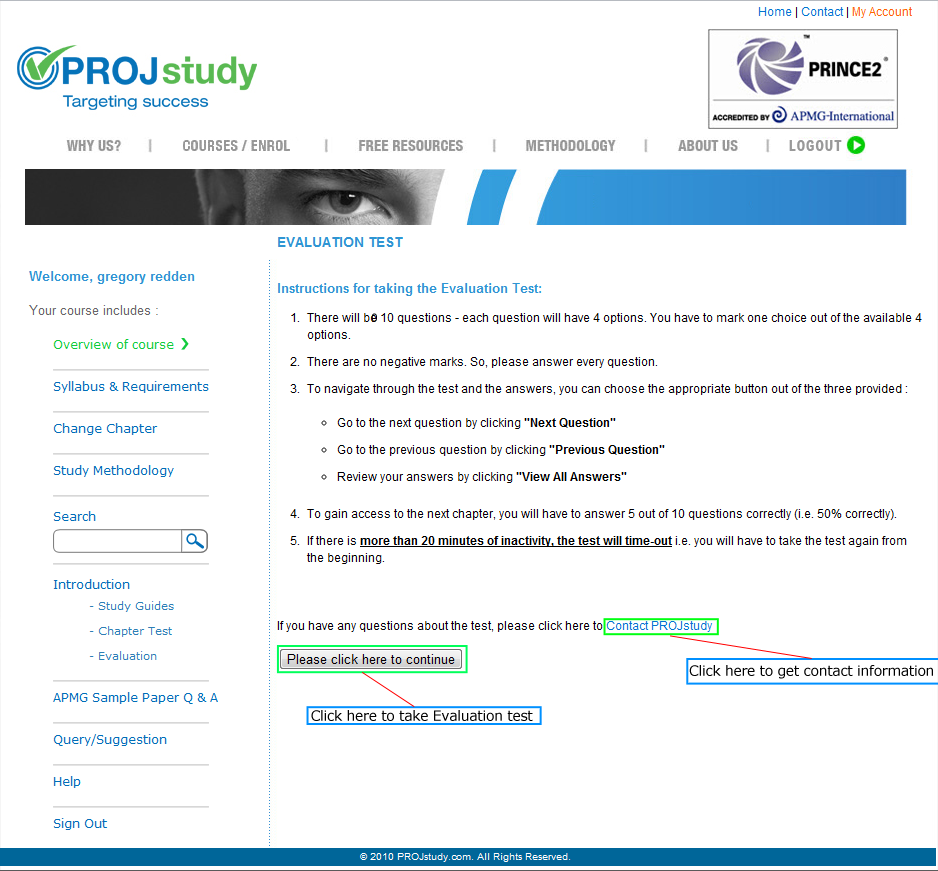 Home | Contact | My Account
PROJstudy
Targeting success
™
PRINCE2®
ACCREDITED BY APMG-International
WHY US? | COURSES / ENROL | FREE RESOURCES | METHODOLOGY | ABOUT US | LOGOUT
EVALUATION TEST
Welcome, gregory redden
Your course includes :
Overview of course
Syllabus & Requirements
Change Chapter
Study Methodology
Search
Introduction
- Study Guides
- Chapter Test
- Evaluation
APMG Sample Paper Q & A
Query/Suggestion
Help
Sign Out
Instructions for taking the Evaluation Test:
1. There will be 10 questions - each question will have 4 options. You have to mark one choice out of the available 4
options.
2. There are no negative marks. So, please answer every question.
3. To navigate through the test and the answers, you can choose the appropriate button out of the three provided :
Go to the next question by clicking "Next Question"
Go to the previous question by clicking "Previous Question"
Review your answers by clicking "View All Answers"
4. To gain access to the next chapter, you will have to answer 5 out of 10 questions correctly (i.e. 50% correctly).
5. If there is more than 20 minutes of inactivity, the test will time-out i.e. you will have to take the test again from
the beginning.
If you have any questions about the test, please click here to Contact PROJstudy
Please click here to continue
Click here to get contact information
Click here to take Evaluation test
© 2010 PROJstudy.com. All Rights Reserved.